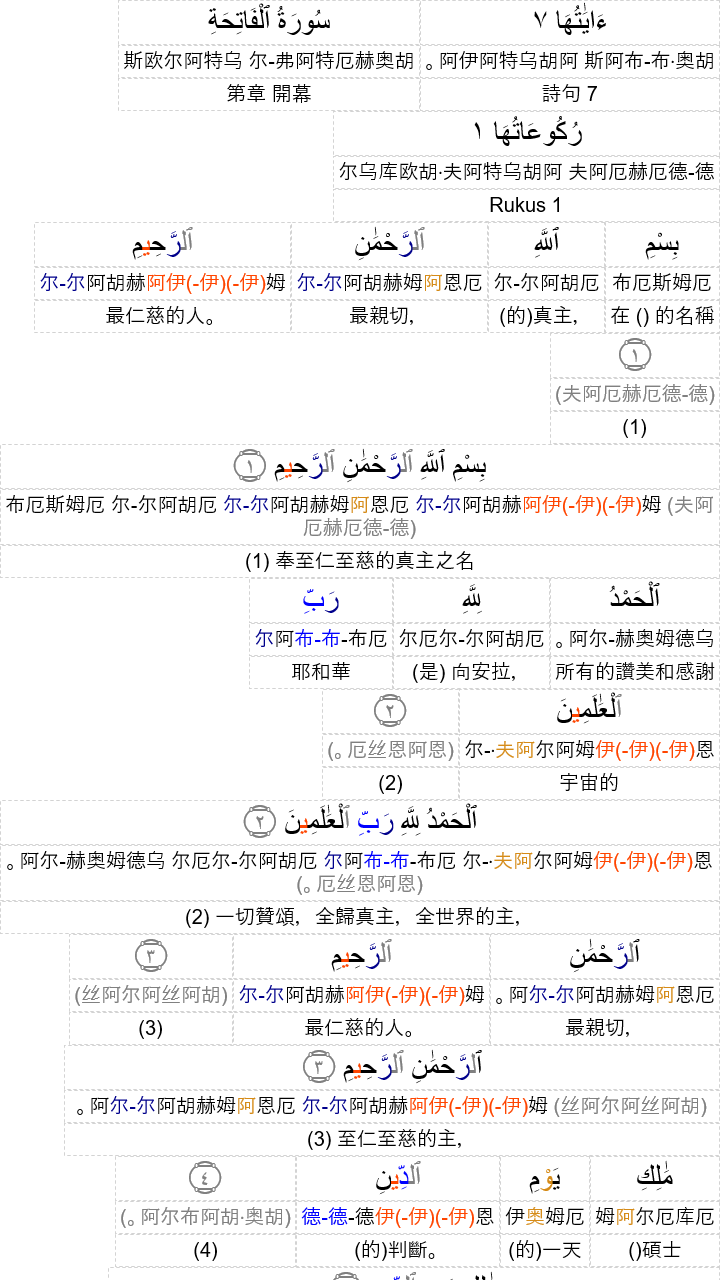 سُورَةُ ٱلْفَاتِحَةِ ءَايَٰتُهَا ٧
斯欧尔阿特乌 尔-弗阿特厄赫奥胡 。阿伊阿特乌胡阿 斯阿布-布·奥胡
第章 開幕 詩句 7
رُكُوعَاتُهَا ١
尔乌库欧胡·夫阿特乌胡阿 夫阿厄赫厄德-德
Rukus 1
بِسْمِ ٱللَّهِ ٱلرَّحْمَٰنِ ٱلرَّحِيمِ
尔-尔阿胡赫阿伊(-伊)(-伊)姆 尔-尔阿胡赫姆阿恩厄 尔-尔阿胡厄 布厄斯姆厄
最仁慈的人。 最親切, (的)真主, 在 () 的名稱
١
(夫阿厄赫厄德-德)
(1)
بِسْمِ ٱللَّهِ ٱلرَّحْمَٰنِ ٱلرَّحِيمِ ١
布厄斯姆厄 尔-尔阿胡厄 尔-尔阿胡赫姆阿恩厄 尔-尔阿胡赫阿伊(-伊)(-伊)姆 (夫阿
厄赫厄德-德)
(1) 奉至仁至慈的真主之名
ٱلْحَمْدُ لِلَّهِ رَبِّ
尔阿布-布-布厄 尔厄尔-尔阿胡厄 。阿尔-赫奥姆德乌
耶和華 (是) 向安拉, 所有的讚美和感謝
ٱلْعَٰلَمِينَ ٢
(。厄丝恩阿恩) 尔-·夫阿尔阿姆伊(-伊)(-伊)恩
(2) 宇宙的
ٱلْحَمْدُ لِلَّهِ رَبِّ ٱلْعَٰلَمِينَ ٢
。阿尔-赫奥姆德乌 尔厄尔-尔阿胡厄 尔阿布-布-布厄 尔-·夫阿尔阿姆伊(-伊)(-伊)恩
(。厄丝恩阿恩)
(2) 一切贊頌，全歸真主，全世界的主,
ٱلرَّحْمَٰنِ ٱلرَّحِيمِ ٣
(丝阿尔阿丝阿胡) 尔-尔阿胡赫阿伊(-伊)(-伊)姆 。阿尔-尔阿胡赫姆阿恩厄
(3) 最仁慈的人。 最親切,
ٱلرَّحْمَٰنِ ٱلرَّحِيمِ ٣
。阿尔-尔阿胡赫姆阿恩厄 尔-尔阿胡赫阿伊(-伊)(-伊)姆 (丝阿尔阿丝阿胡)
(3) 至仁至慈的主,
مَٰلِكِ يَوْمِ ٱلدِّينِ ٤
(。阿尔布阿胡·奥胡) 德-德-德伊(-伊)(-伊)恩 伊奥姆厄 姆阿尔厄库厄
(4) (的)判斷。 (的)一天 ()碩士